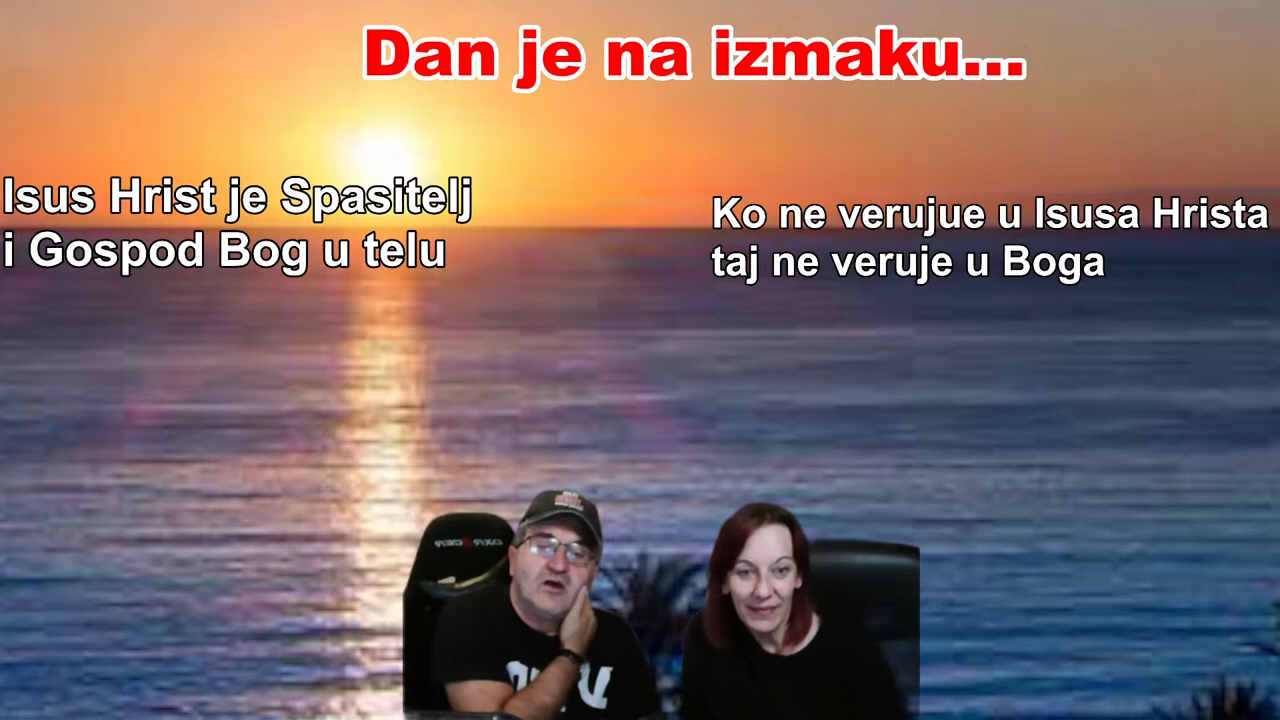 Dan je na izmaku...
Isus Hrist je Spasitelj
i Gospod Bog u telu
Ko ne verujue u Isusa Hrista
taj ne veruje u Boga